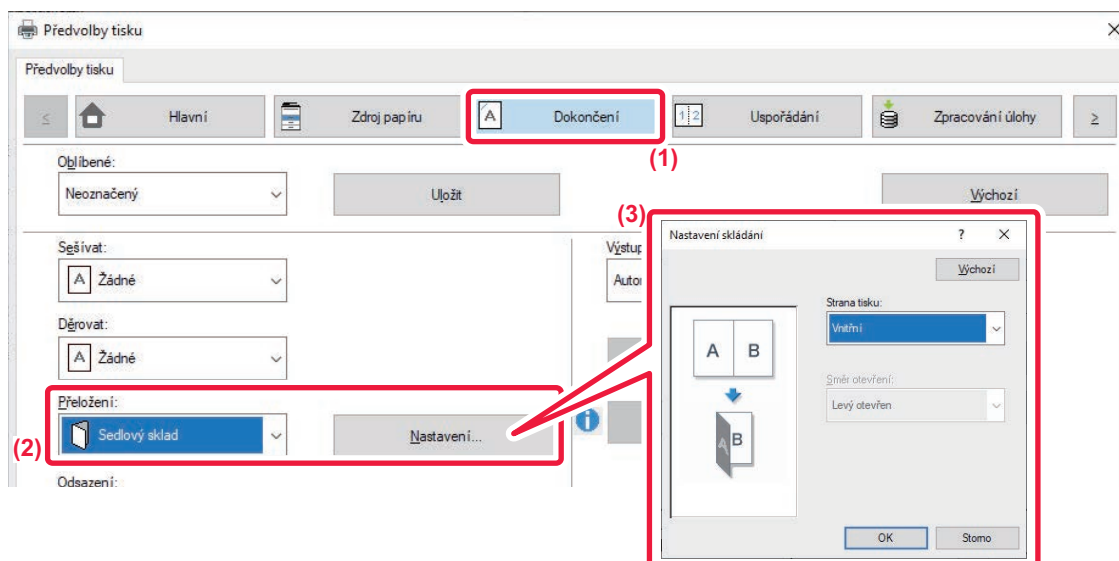 Předvolby tisku
Předvolby tisku
Hlavní
Zdroj papíru
A
Dokončení
1 2
Uspořádání
Zpracování úlohy
(1)
Oblíbené:
Neoznačený
Uložit
Výchozí
(3)
Sešívat:
A Žádné
Děrovat:
A Žádné
Přeložení:
(2)
Sedlový sklad
Nastavení...
Odsazení:
Nastavení skládání
?
Výchozí
Strana tisku:
Vnitřní
A B
Směr otevření:
Levý otevřen
A B
OK
Storno